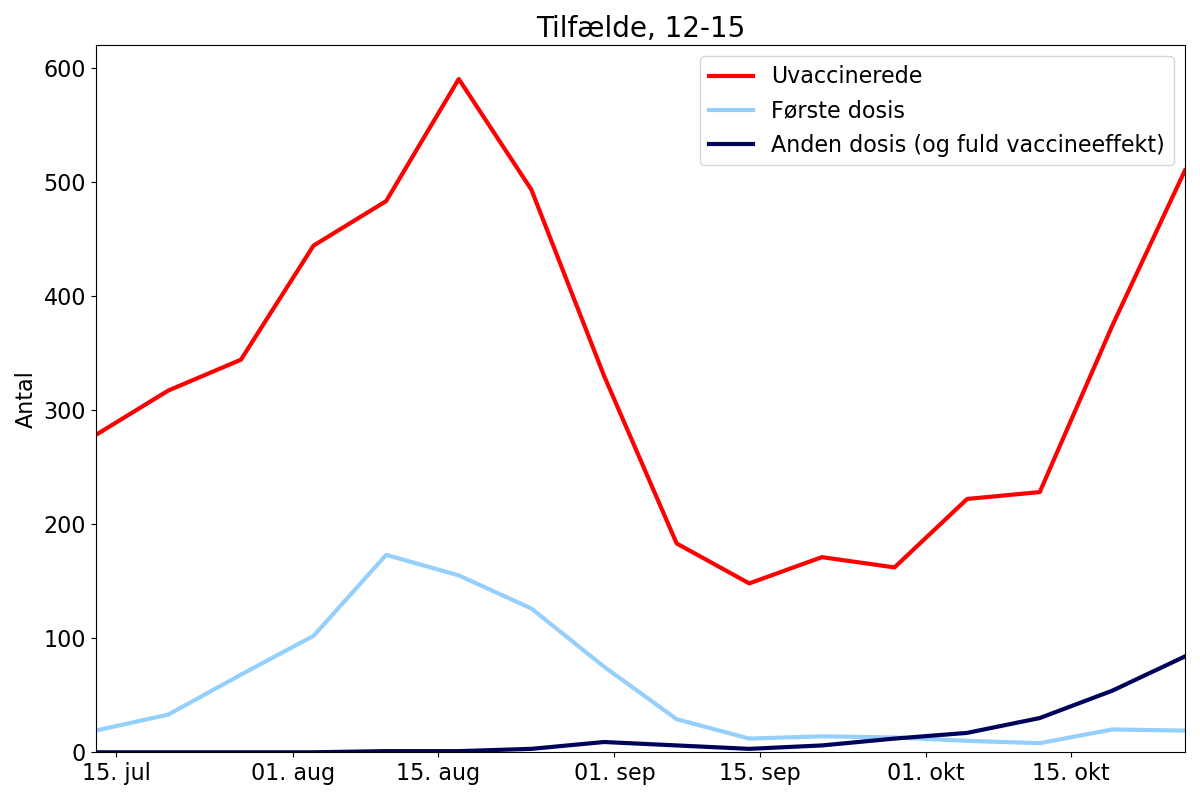 Tilfælde, 12-15
Uvaccinerede
Første dosis
Anden dosis (og fuld vaccineeffekt)
Antal
600
500
400
300
200
100
0
15. jul
01. aug
15. aug
01. sep
15. sep
01. okt
15. okt